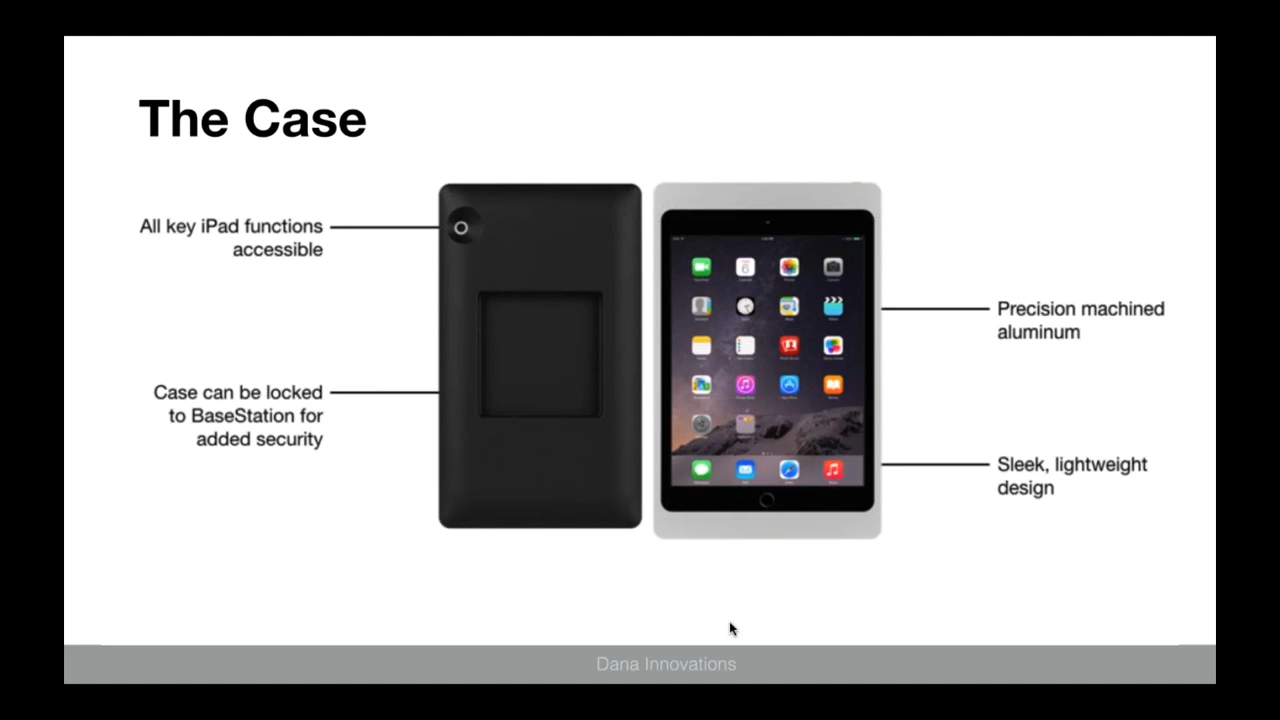 The Case
All key iPad functions
accessible
Case can be locked
to BaseStation for
added security
Precision machined
aluminum
Sleek, lightweight
design
Dana Innovations